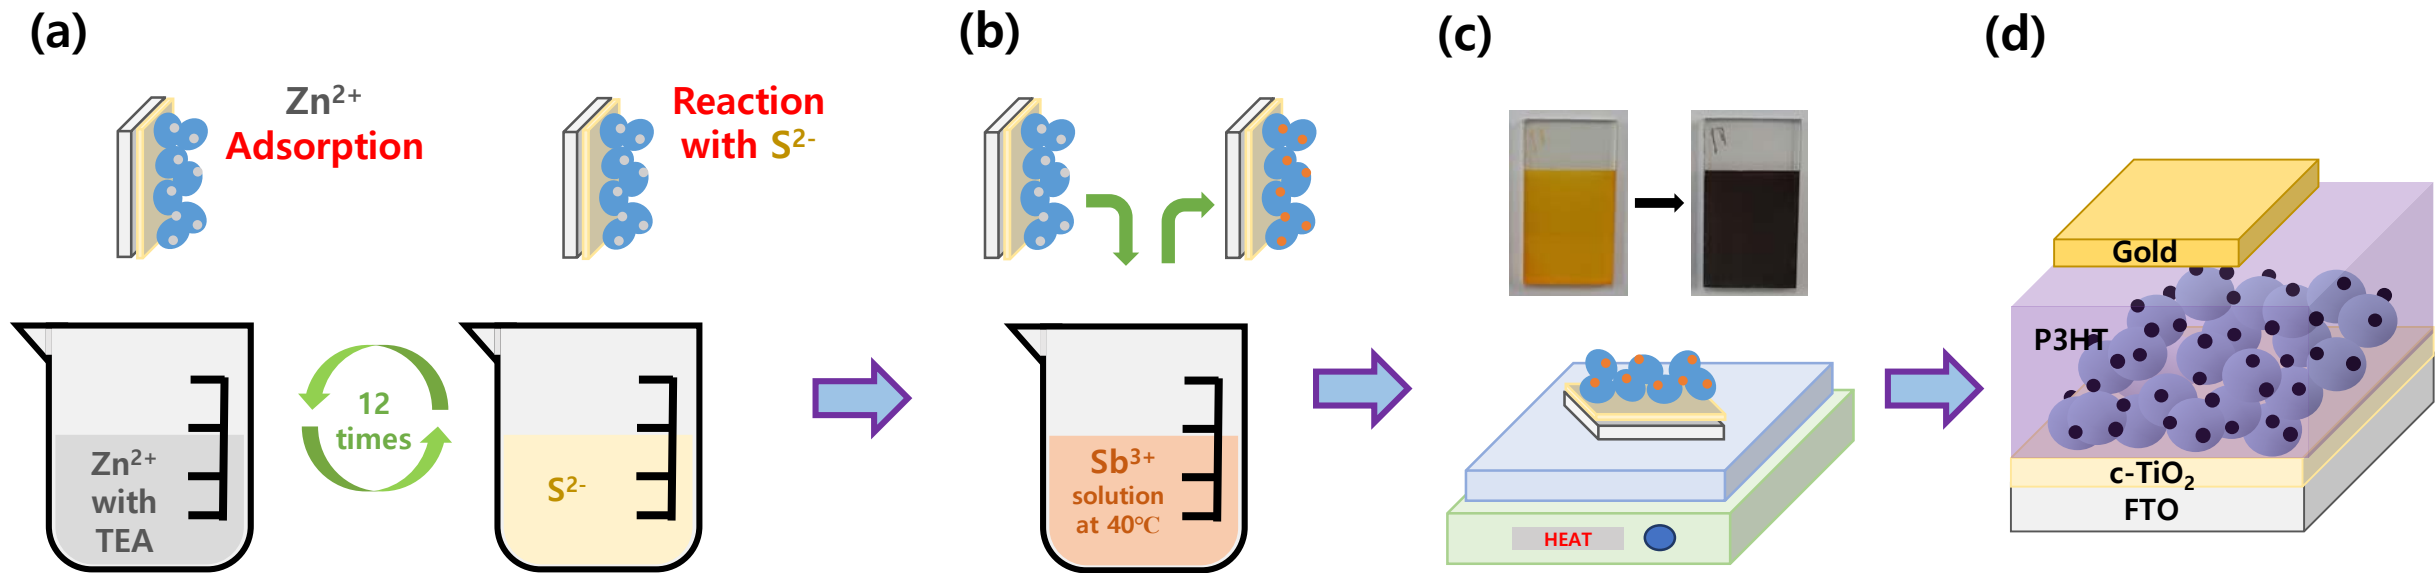 (a)
Zn²⁺
Adsorption
Reaction
with S²⁻
Zn²⁺
with
TEA
12
times
S²⁻
(b)
Sb³⁺
solution
at 40℃
(c)
HEAT
(d)
Gold
P3HT
c-TiO₂
FTO